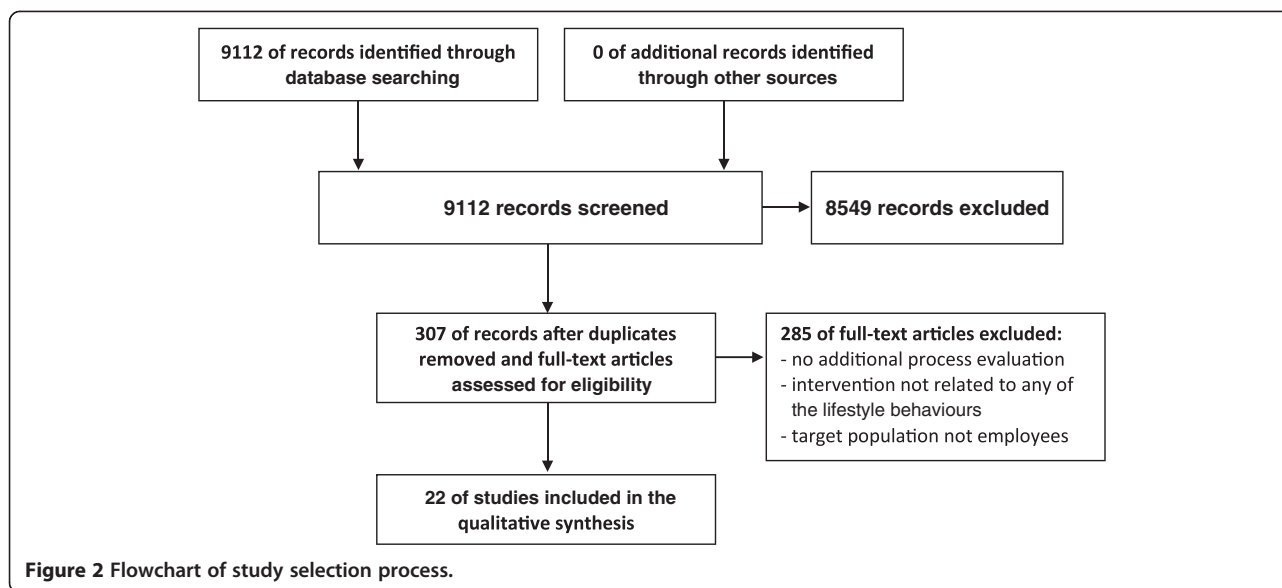 9112 of records identified through
database searching
0 of additional records identified
through other sources
9112 records screened
8549 records excluded
307 of records after duplicates
removed and full-text articles
assessed for eligibility
285 of full-text articles excluded:
- no additional process evaluation
- intervention not related to any of
the lifestyle behaviours
- target population not employees
22 of studies included in the
qualitative synthesis
Figure 2 Flowchart of study selection process.